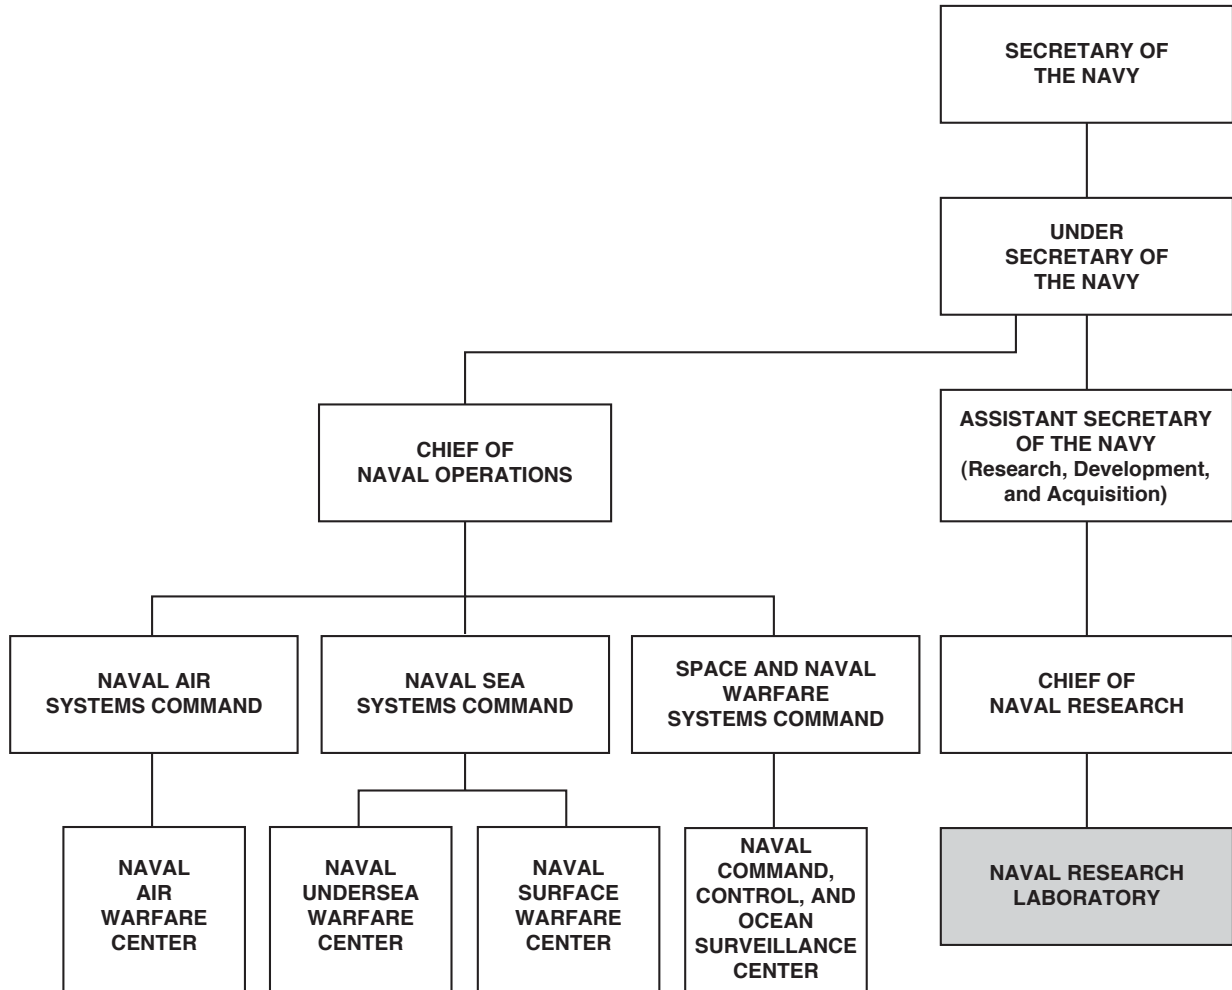 SECRETARY OF
THE NAVY
UNDER
SECRETARY OF
THE NAVY
CHIEF OF
NAVAL OPERATIONS
ASSISTANT SECRETARY
OF THE NAVY
(Research, Development,
and Acquisition)
NAVAL AIR
SYSTEMS COMMAND
NAVAL SEA
SYSTEMS COMMAND
SPACE AND NAVAL
WARFARE
SYSTEMS COMMAND
CHIEF OF
NAVAL RESEARCH
NAVAL
AIR
WARFARE
CENTER
NAVAL
UNDERSEA
WARFARE
CENTER
NAVAL
SURFACE
WARFARE
CENTER
NAVAL
COMMAND,
CONTROL, AND
OCEAN
SURVEILLANCE
CENTER
NAVAL RESEARCH
LABORATORY